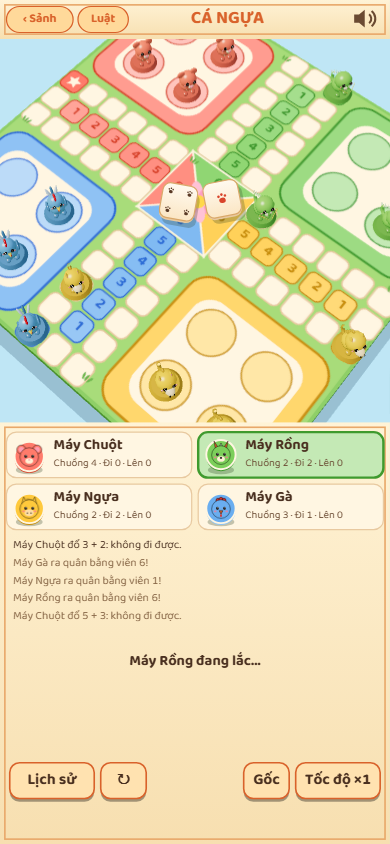 ‹ Sảnh
Luật
CÁ NGỰA
1
2
3
4
5
1
2
3
4
5
5
4
3
2
1
5
4
3
2
1
Máy Chuột
Chuồng 4 · Đi 0 · Lên 0
Máy Rồng
Chuồng 2 · Đi 2 · Lên 0
Máy Ngựa
Chuồng 2 · Đi 2 · Lên 0
Máy Gà
Chuồng 3 · Đi 1 · Lên 0
Máy Chuột đổ 3 + 2: không đi được.
Máy Gà ra quân bằng viên 6!
Máy Ngựa ra quân bằng viên 1!
Máy Rồng ra quân bằng viên 6!
Máy Chuột đổ 5 + 3: không đi được.
Máy Rồng đang lắc...
Lịch sử
↻
Gốc
Tốc độ ×1